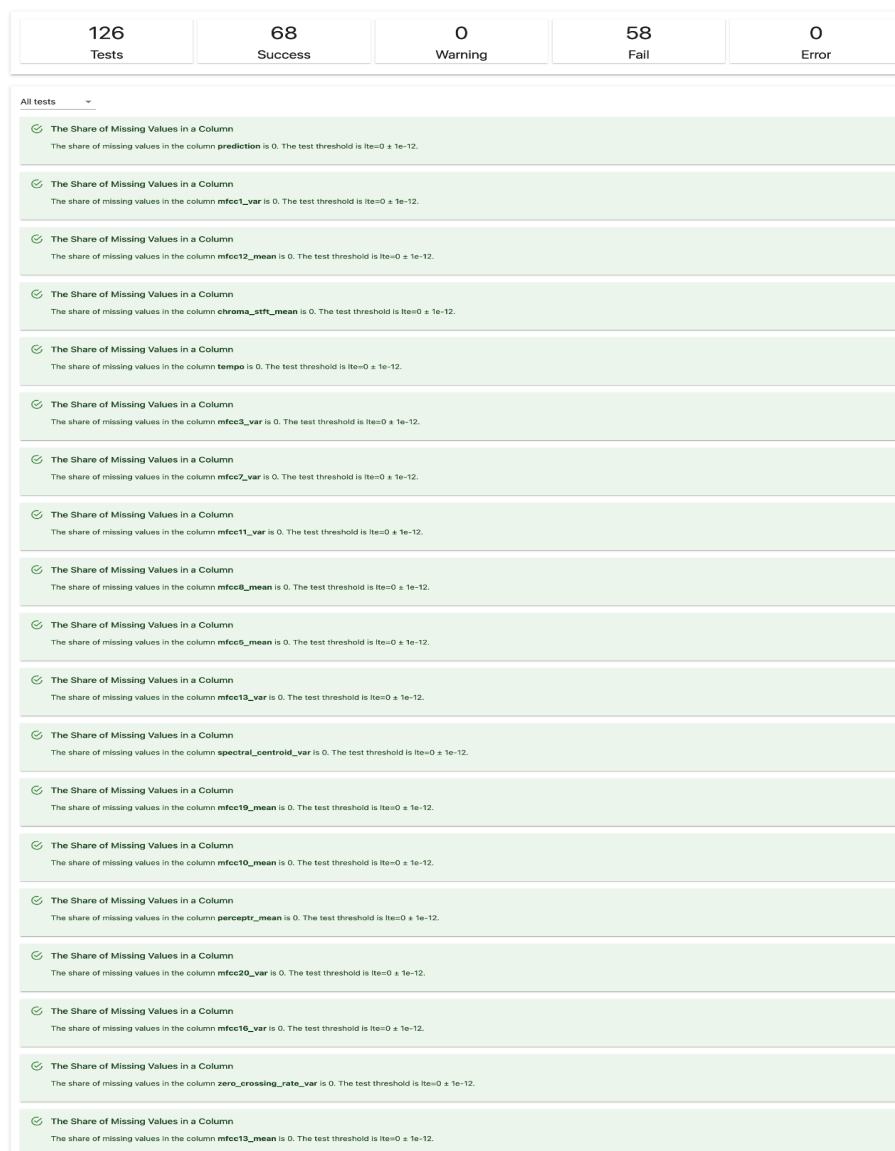 126
Tests
68
Success
0
Warning
58
Fail
0
Error
All tests
The Share of Missing Values in a Column
The share of missing values in the column prediction is 0. The test threshold is lte=0 ± 1e-12.
The Share of Missing Values in a Column
The share of missing values in the column mfcc1_var is 0. The test threshold is lte=0 ± 1e-12.
The Share of Missing Values in a Column
The share of missing values in the column mfcc12_mean is 0. The test threshold is lte=0 ± 1e-12.
The Share of Missing Values in a Column
The share of missing values in the column chroma_stft_mean is 0. The test threshold is lte=0 ± 1e-12.
The Share of Missing Values in a Column
The share of missing values in the column tempo is 0. The test threshold is lte=0 ± 1e-12.
The Share of Missing Values in a Column
The share of missing values in the column mfcc3_var is 0. The test threshold is lte=0 ± 1e-12.
The Share of Missing Values in a Column
The share of missing values in the column mfcc7_var is 0. The test threshold is lte=0 ± 1e-12.
The Share of Missing Values in a Column
The share of missing values in the column mfcc11_var is 0. The test threshold is lte=0 ± 1e-12.
The Share of Missing Values in a Column
The share of missing values in the column mfcc8_mean is 0. The test threshold is lte=0 ± 1e-12.
The Share of Missing Values in a Column
The share of missing values in the column mfcc5_mean is 0. The test threshold is lte=0 ± 1e-12.
The Share of Missing Values in a Column
The share of missing values in the column mfcc13_var is 0. The test threshold is lte=0 ± 1e-12.
The Share of Missing Values in a Column
The share of missing values in the column spectral_centroid_var is 0. The test threshold is lte=0 ± 1e-12.
The Share of Missing Values in a Column
The share of missing values in the column mfcc19_mean is 0. The test threshold is lte=0 ± 1e-12.
The Share of Missing Values in a Column
The share of missing values in the column mfcc10_mean is 0. The test threshold is lte=0 ± 1e-12.
The Share of Missing Values in a Column
The share of missing values in the column perceptr_mean is 0. The test threshold is lte=0 ± 1e-12.
The Share of Missing Values in a Column
The share of missing values in the column mfcc20_var is 0. The test threshold is lte=0 ± 1e-12.
The Share of Missing Values in a Column
The share of missing values in the column mfcc16_var is 0. The test threshold is lte=0 ± 1e-12.
The Share of Missing Values in a Column
The share of missing values in the column zero_crossing_rate_var is 0. The test threshold is lte=0 ± 1e-12.
The Share of Missing Values in a Column
The share of missing values in the column mfcc13_mean is 0. The test threshold is lte=0 ± 1e-12.